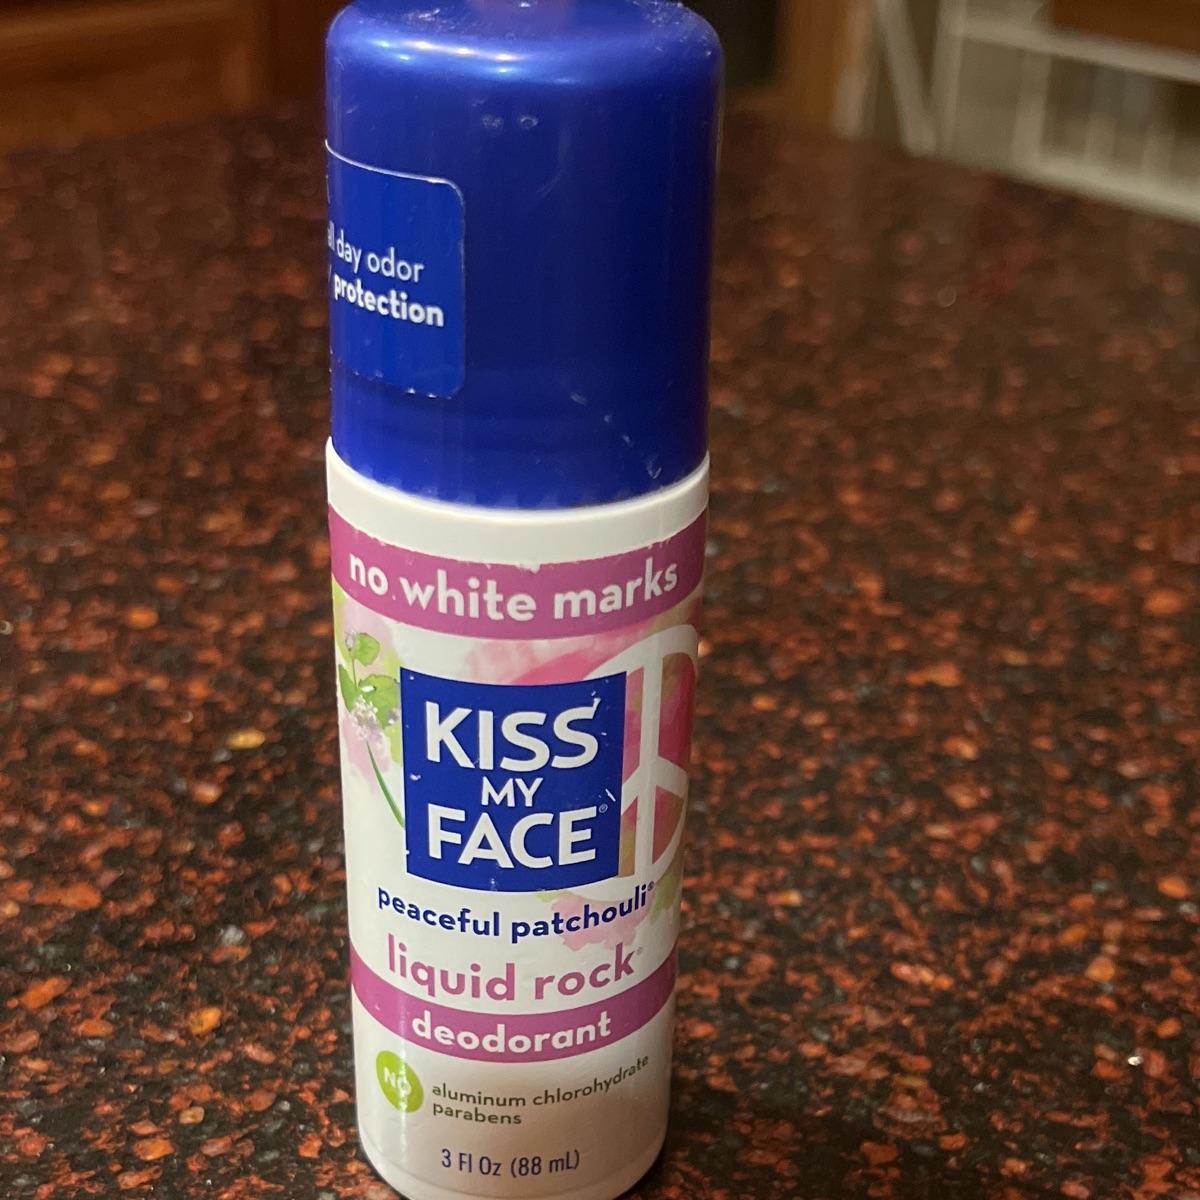 day odor
protection
no white marks
KISS
MY
FACE®
peaceful patchouli®
liquid rock®
deodorant
NO
aluminum chlorohydrate
parabens
3 Fl Oz (88 mL)